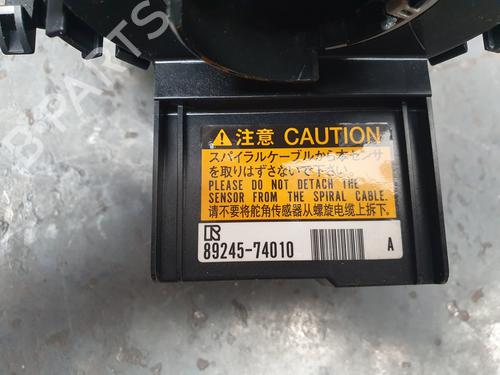 ⚠注意 CAUTION
スパイラルケーブルから本センサ
を取りはずさないで下さい。
PLEASE DO NOT DETACH THE
SENSOR FROM THE SPIRAL CABLE.
请不要将舵角传感器从螺旋电缆上拆下。
89245-74010 A